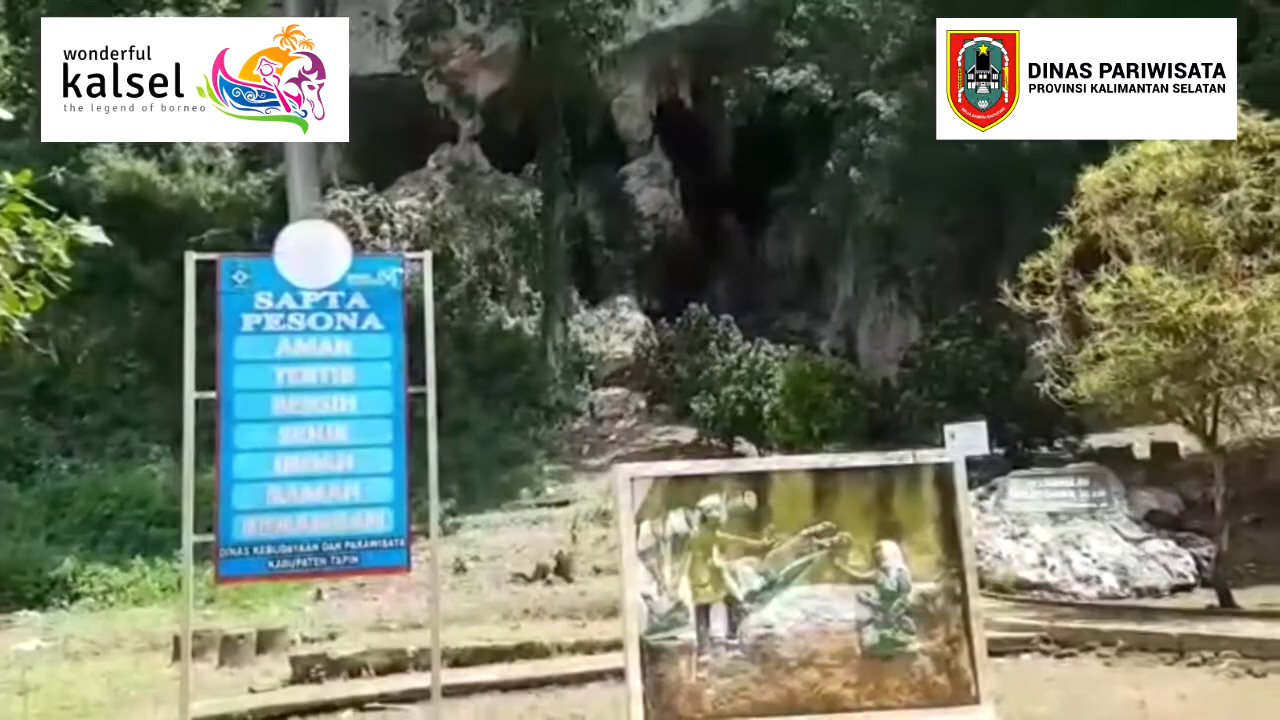 wonderful
kalsel
the legend of borneo
DINAS PARIWISATA
PROVINSI KALIMANTAN SELATAN
SAPTA
PESONA
AMAN
TERTIB
BERSIH
SEJUK
INDAH
RAMAH
DINAS KEBUDAYAAN DAN PARAWISATA
KABUPATEN TAPIN